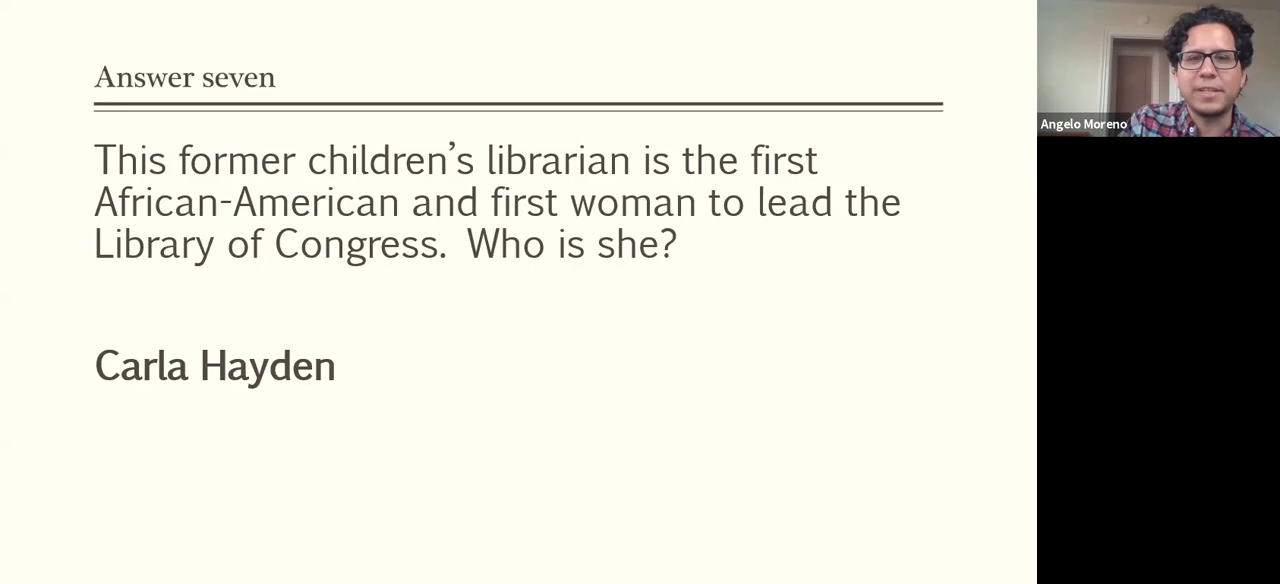 Answer seven
This former children’s librarian is the first
African-American and first woman to lead the
Library of Congress.  Who is she?
Carla Hayden
Angelo Moreno